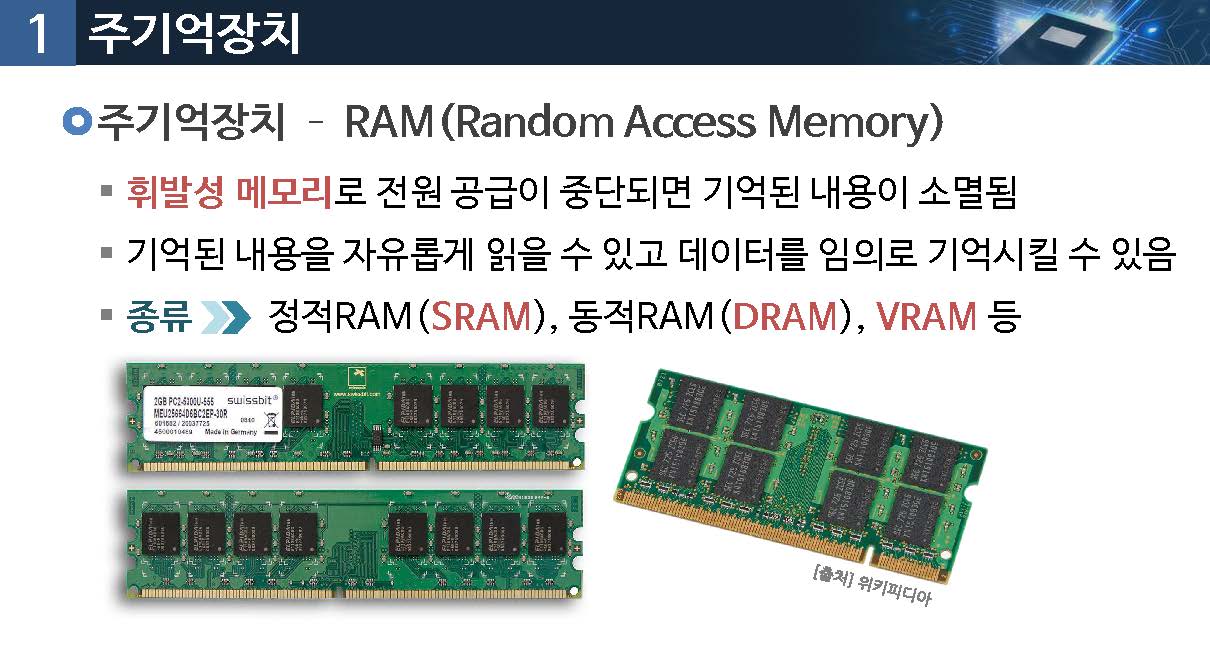 1 주기억장치
주기억장치 - RAM(Random Access Memory)
휘발성 메모리로 전원 공급이 중단되면 기억된 내용이 소멸됨
기억된 내용을 자유롭게 읽을 수 있고 데이터를 임의로 기억시킬 수 있음
종류 정적RAM(SRAM), 동적RAM(DRAM), VRAM 등
swissbit®
2GB PC2-5300U-555
MEU25664D6BC2EP-30R
Made in Germany
www.swissbit.com
[출처] 위키피디아